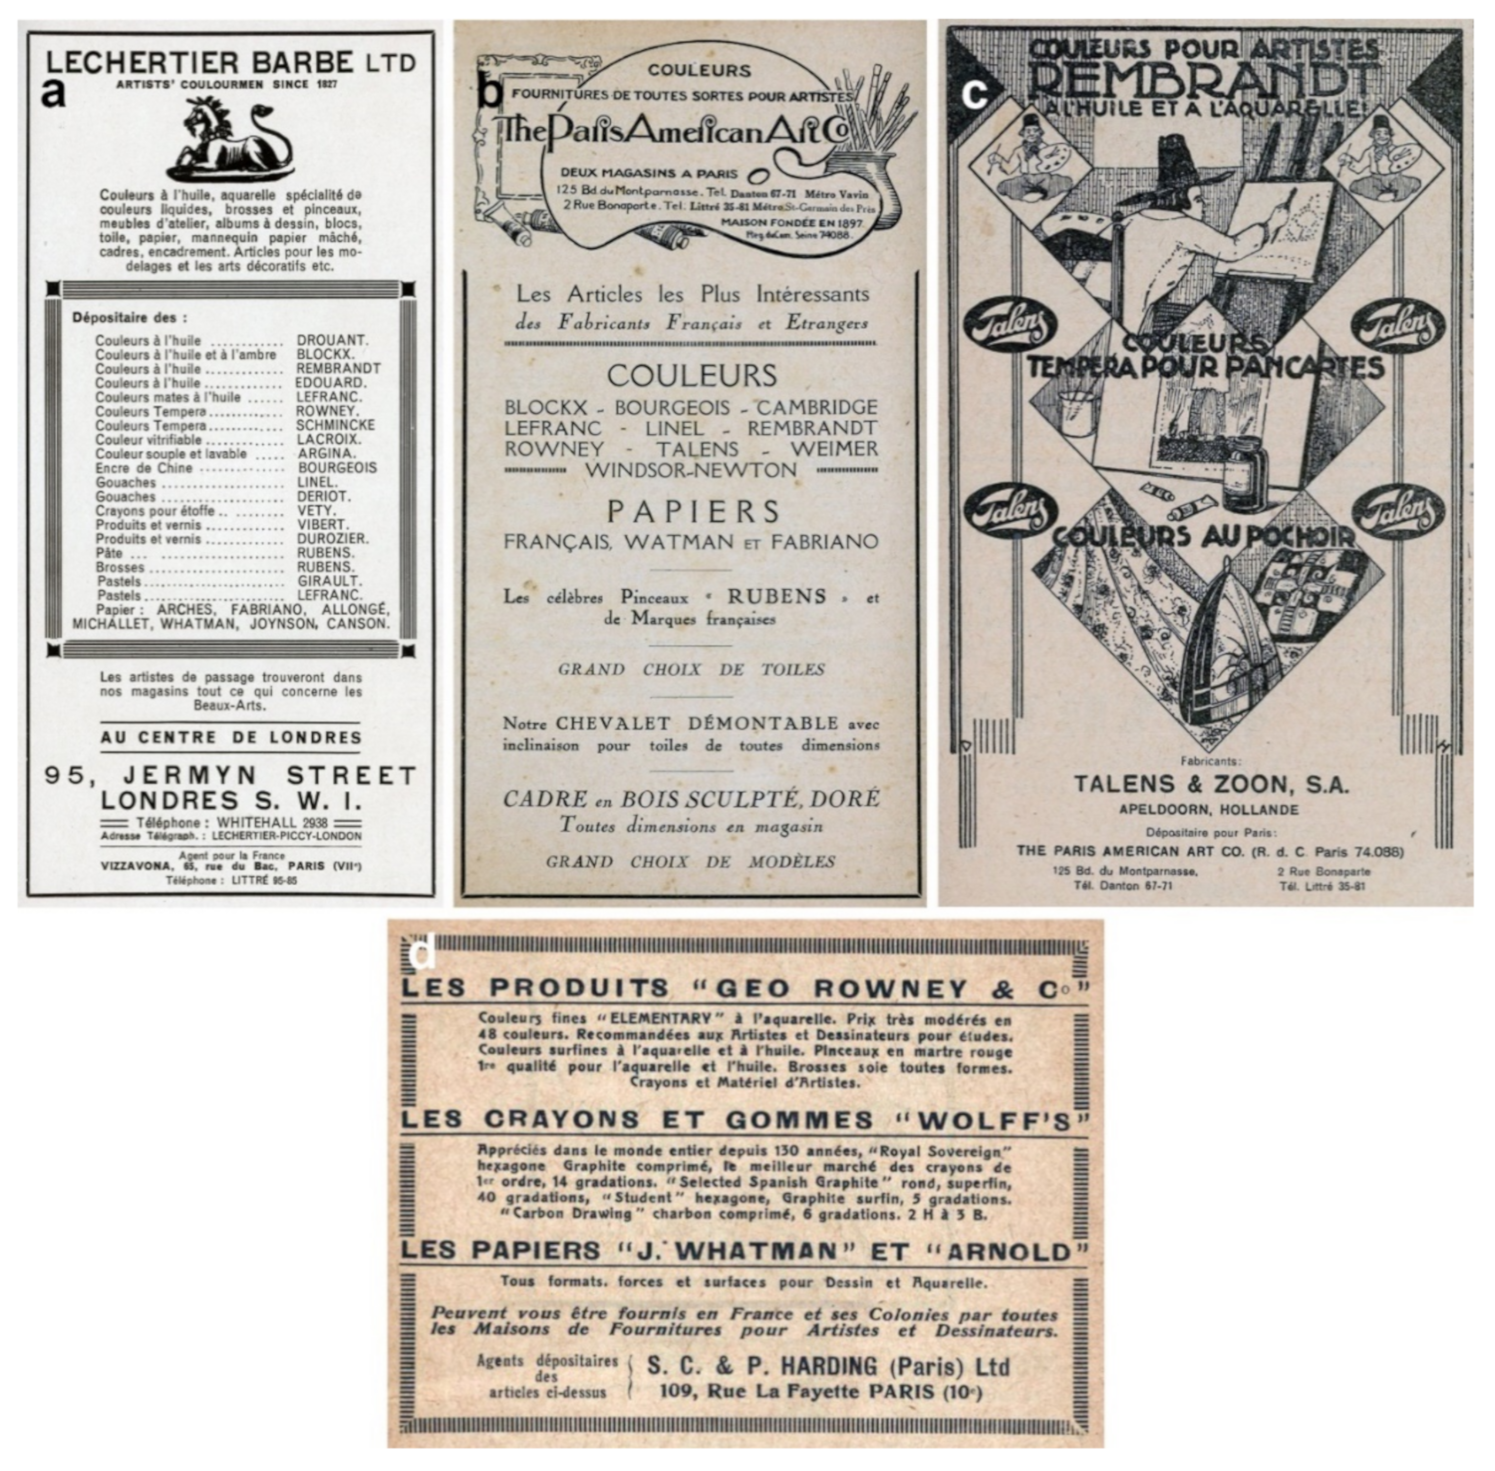 a
LECHERTIER BARBE LTD
ARTISTS' COULOURMEN SINCE 1827
Couleurs à l'huile, aquarelle spécialité de
couleurs liquides, brosses et pinceaux,
meubles d'atelier, albums à dessin, blocs,
toile, papier, mannequin papier mâché,
cadres, encadrement. Articles pour les mo-
delages et les arts décoratifs etc.
Dépositaire des :
Couleurs à l'huile ............ DROUANT.
Couleurs à l'huile et à l'ambre BLOCKX.
Couleurs à l'huile ............ REMBRANDT
Couleurs à l'huile ............ EDOUARD.
Couleurs mates à l'huile ...... LEFRANC.
Couleurs Tempera ............ ROWNEY.
Couleurs Tempera ............ SCHMINCKE
Couleur vitrifiable ............ LACROIX.
Couleur souple et lavable ..... ARGINA.
Encre de Chine ............ BOURGEOIS
Gouaches .................. LINEL.
Gouaches .................. DERIOT.
Crayons pour étoffe .. ........ VETY.
Produits et vernis ............ VIBERT.
Produits et vernis ............ DUROZIER.
Pâte ... .................. RUBENS.
Brosses .................. RUBENS.
Pastels .................. GIRAULT.
Pastels .................. LEFRANC.
Papier : ARCHES, FABRIANO, ALLONGÉ,
MICHALLET, WHATMAN, JOYNSON, CANSON.
Les artistes de passage trouveront dans
nos magasins tout ce qui concerne les
Beaux-Arts.
AU CENTRE DE LONDRES
95, JERMYN STREET
LONDRES S. W. I.
Téléphone : WHITEHALL 2938
Adresse Télégraph. : LECHERTIER-PICCY-LONDON
Agent pour la France
VIZZAVONA, 65, rue du Bac, PARIS (VIIe)
Téléphone : LITTRÉ 95-85
b
COULEURS
FOURNITURES DE TOUTES SORTES POUR ARTISTES
The Paris American Art Co
DEUX MAGASINS A PARIS
125 Bd du Montparnasse. Tel. Danton 67-71 Métro Vavin
2 Rue Bonaparte. Tel: Littré 35-81 Métro St-Germain des Prés
MAISON FONDÉE EN 1897
Reg. du Com. Seine 74088.
Les Articles les Plus Intéressants
des Fabricants Français et Etrangers
COULEURS
BLOCKX - BOURGEOIS - CAMBRIDGE
LEFRANC - LINEL - REMBRANDT
ROWNEY - TALENS - WEIMER
WINDSOR-NEWTON
PAPIERS
FRANÇAIS, WATMAN ET FABRIANO
Les célèbres Pinceaux « RUBENS » et
de Marques françaises
GRAND CHOIX DE TOILES
Notre CHEVALET DÉMONTABLE avec
inclinaison pour toiles de toutes dimensions
CADRE en BOIS SCULPTÉ, DORÉ
Toutes dimensions en magasin
GRAND CHOIX DE MODÈLES
c
COULEURS POUR ARTISTES
REMBRANDT
A L'HUILE ET A L'AQUARELLE!
Talens
Talens
COULEURS
TEMPERA POUR PANCARTES
Talens
Talens
COULEURS AU POCHOIR
Fabricants:
TALENS & ZOON, S.A.
APELDOORN, HOLLANDE
Dépositaire pour Paris:
THE PARIS AMERICAN ART CO. (R. d. C. Paris 74.088)
125 Bd. du Montparnasse, 2 Rue Bonaparte
Tél. Danton 67-71 Tél. Littré 35-81
d
LES PRODUITS "GEO ROWNEY & Co"
Couleurs fines "ELEMENTARY" à l'aquarelle. Prix très modérés en
48 couleurs. Recommandées aux Artistes et Dessinateurs pour études.
Couleurs surfines à l'aquarelle et à l'huile. Pinceaux en martre rouge
1re qualité pour l'aquarelle et l'huile. Brosses soie toutes formes.
Crayons et Matériel d'Artistes.
LES CRAYONS ET GOMMES "WOLFF'S"
Appréciés dans le monde entier depuis 130 années, "Royal Sovereign"
hexagone Graphite comprimé, le meilleur marché des crayons de
1er ordre, 14 gradations. "Selected Spanish Graphite" rond, superfin,
40 gradations, "Student" hexagone, Graphite surfin, 5 gradations.
"Carbon Drawing" charbon comprimé, 6 gradations. 2 H à 3 B.
LES PAPIERS "J. WHATMAN" ET "ARNOLD"
Tous formats, forces et surfaces pour Dessin et Aquarelle.
Peuvent vous être fournis en France et ses Colonies par toutes
les Maisons de Fournitures pour Artistes et Dessinateurs.
Agents dépositaires
des
articles ci-dessus
S. C. & P. HARDING (Paris) Ltd
109, Rue La Fayette PARIS (10e)